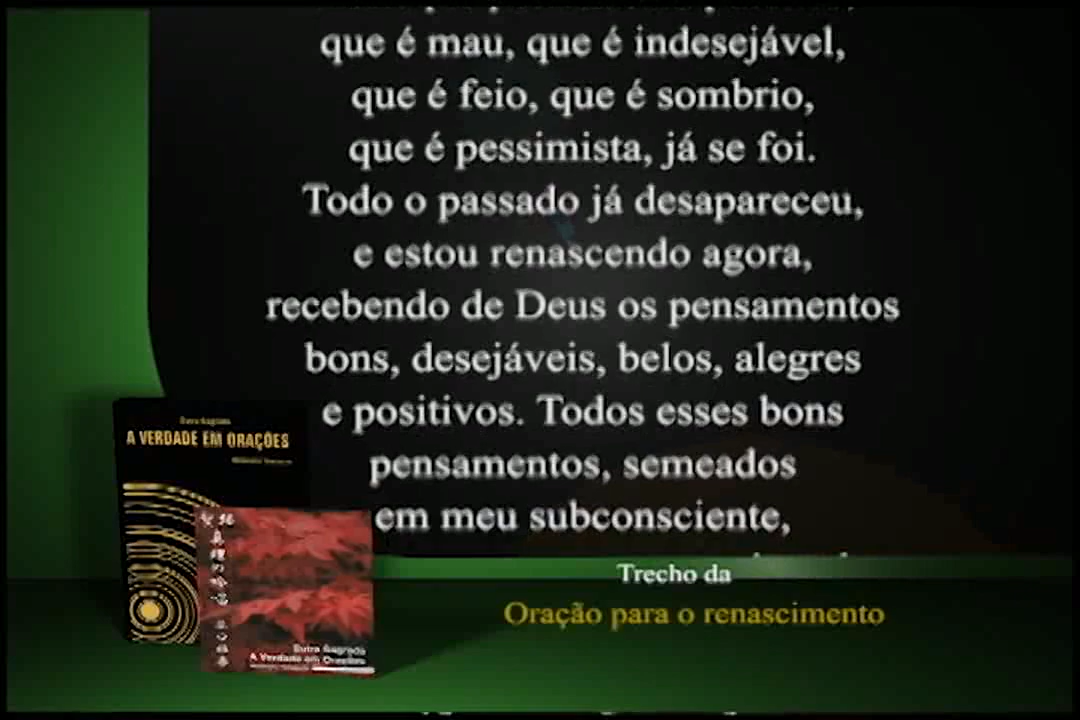 que é mau, que é indesejável,
que é feio, que é sombrio,
que é pessimista, já se foi.
Todo o passado já desapareceu,
e estou renascendo agora,
recebendo de Deus os pensamentos
bons, desejáveis, belos, alegres
e positivos. Todos esses bons
pensamentos, semeados
em meu subconsciente,
Trecho da
Oração para o renascimento
Sutra Sagrada
A VERDADE EM ORAÇÕES
Sutra Sagrada
A Verdade em Orações